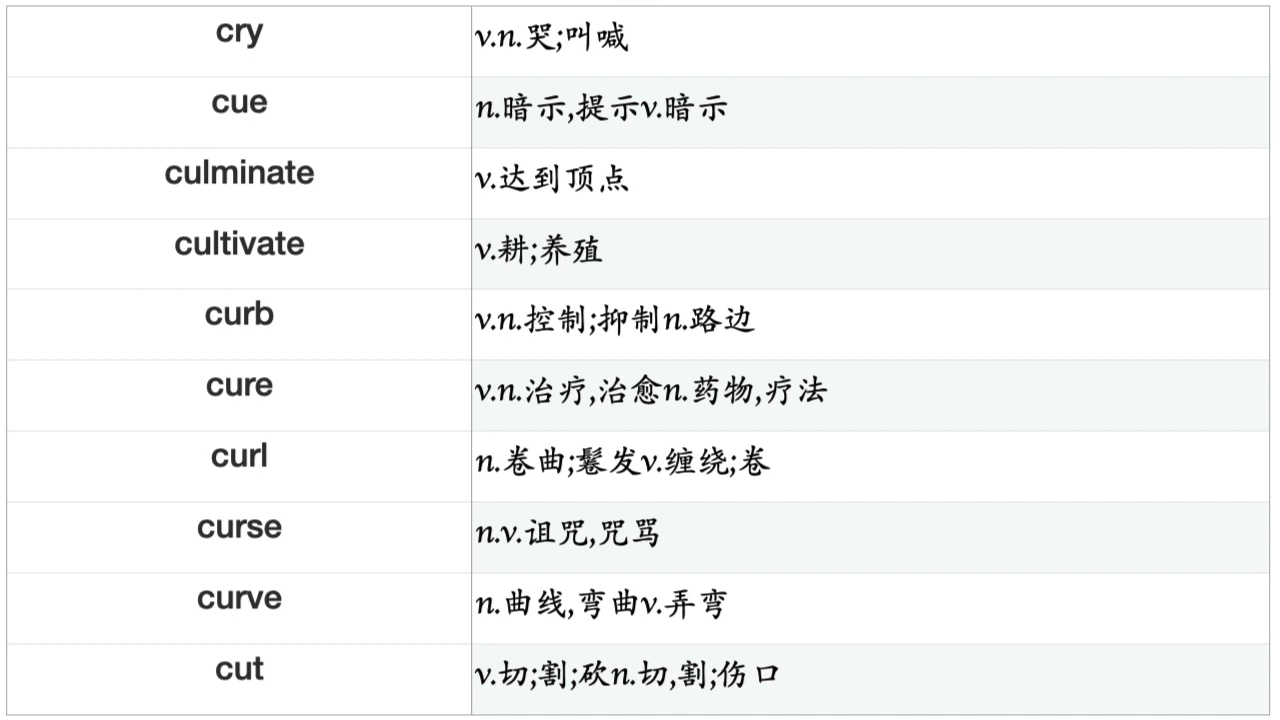 cry v.n.哭;叫喊
cue n.暗示,提示v.暗示
culminate v.达到顶点
cultivate v.耕;养殖
curb v.n.控制;抑制n.路边
cure v.n.治疗,治愈n.药物,疗法
curl n.卷曲;鬈发v.缠绕;卷
curse n.v.诅咒,咒骂
curve n.曲线,弯曲v.弄弯
cut v.切;割;砍n.切,割;伤口